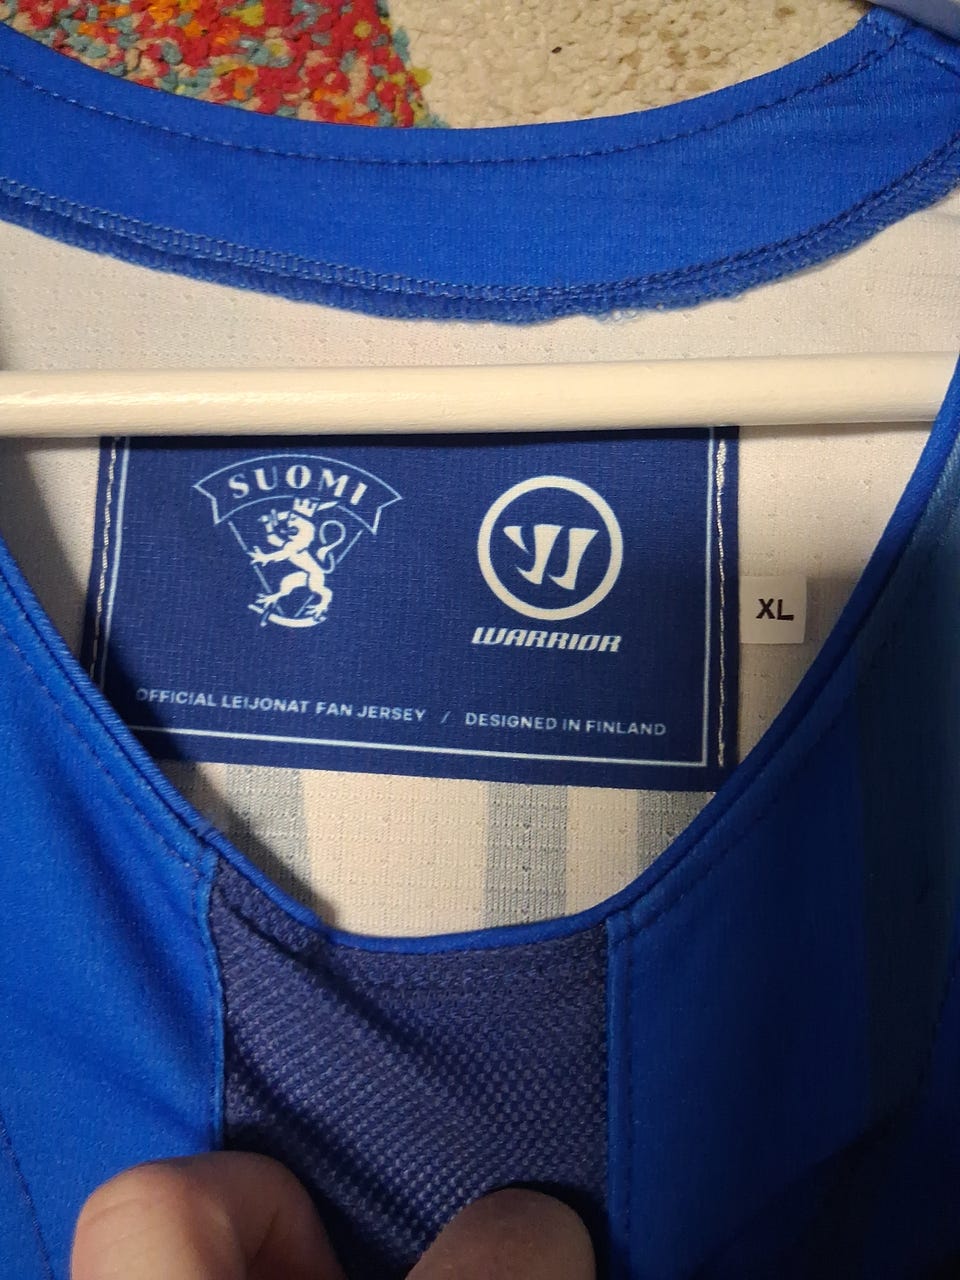 SUOMI
WARRIOR
XL
OFFICIAL LEIJONAT FAN JERSEY / DESIGNED IN FINLAND